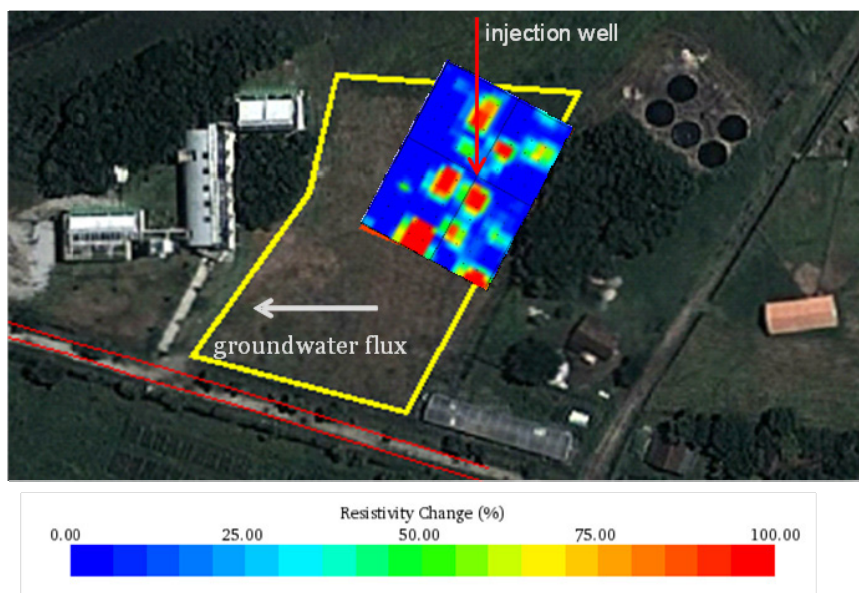 injection well
groundwater flux
Resistivity Change (%)
0.00 25.00 50.00 75.00 100.00